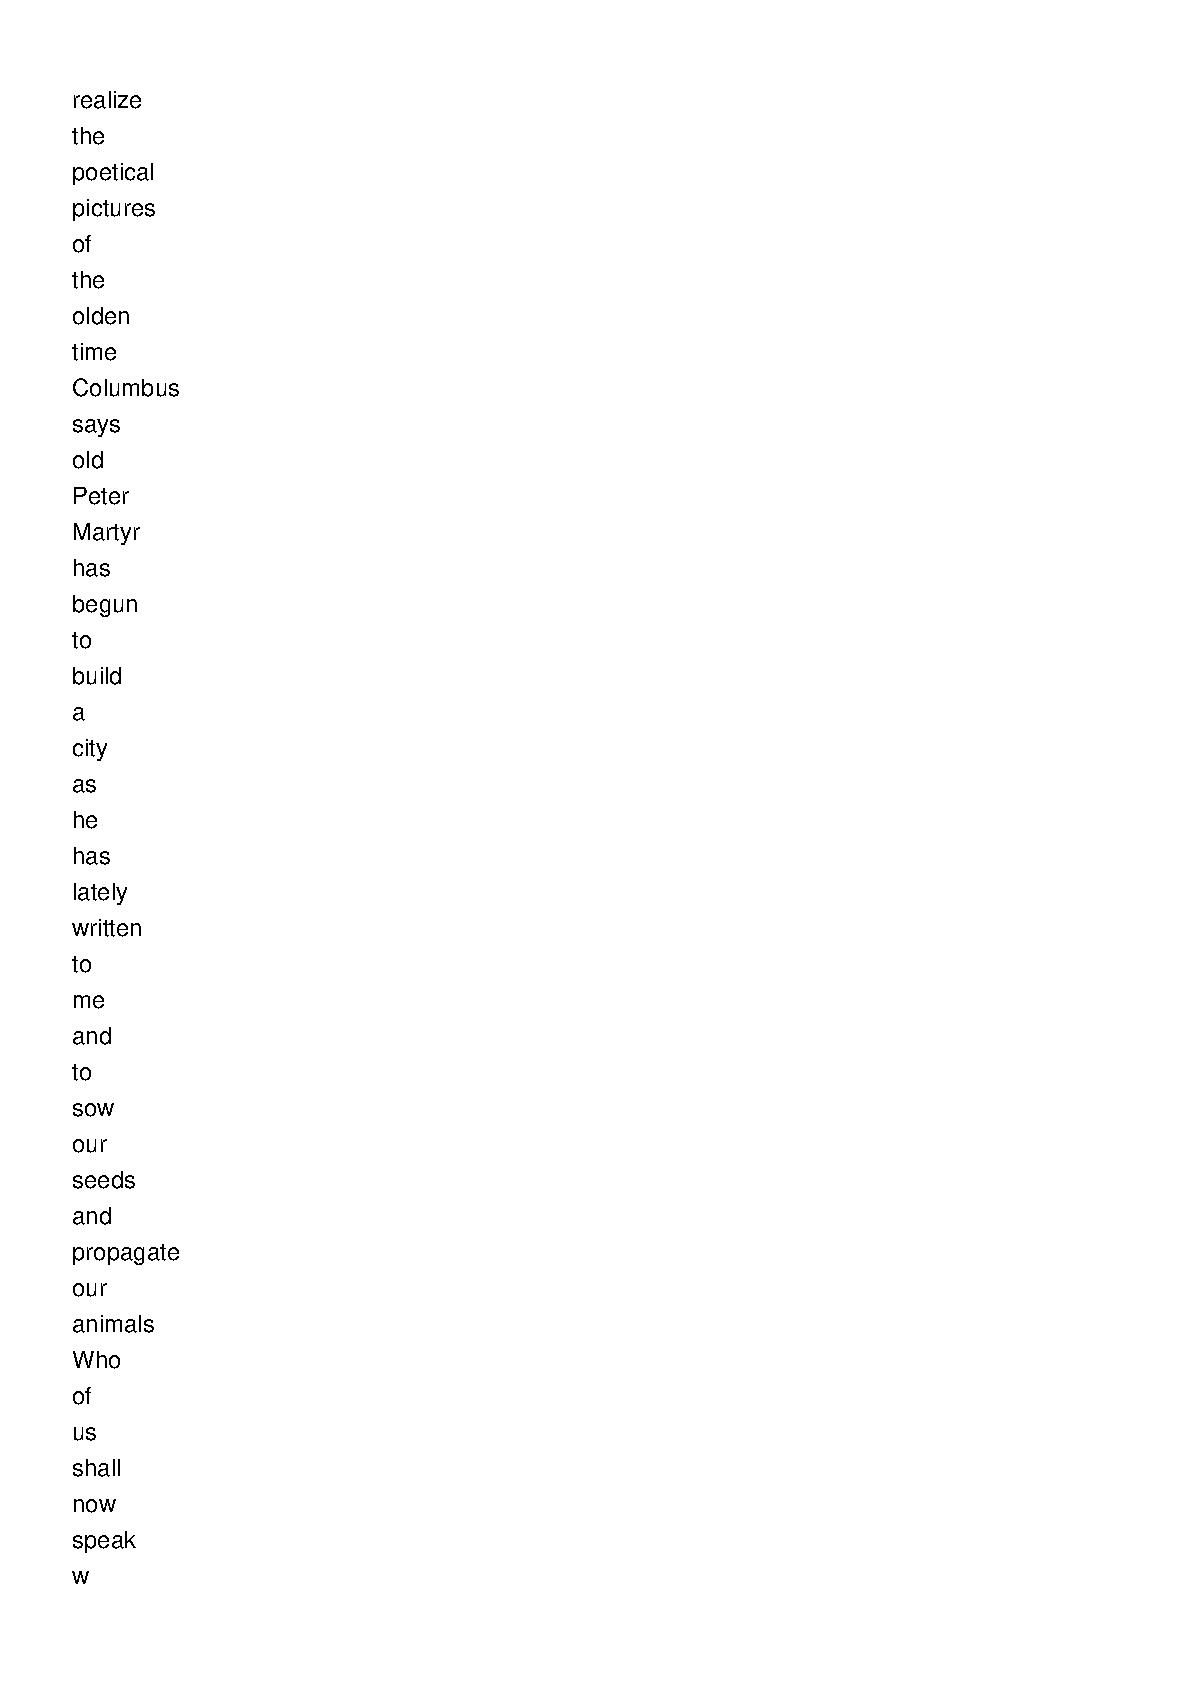 realize
the
poetical
pictures
of
the
olden
time
Columbus
says
old
Peter
Martyr
has
begun
to
build
a
city
as
he
has
lately
written
to
me
and
to
sow
our
seeds
and
propagate
our
animals
Who
of
us
shall
now
speak
w